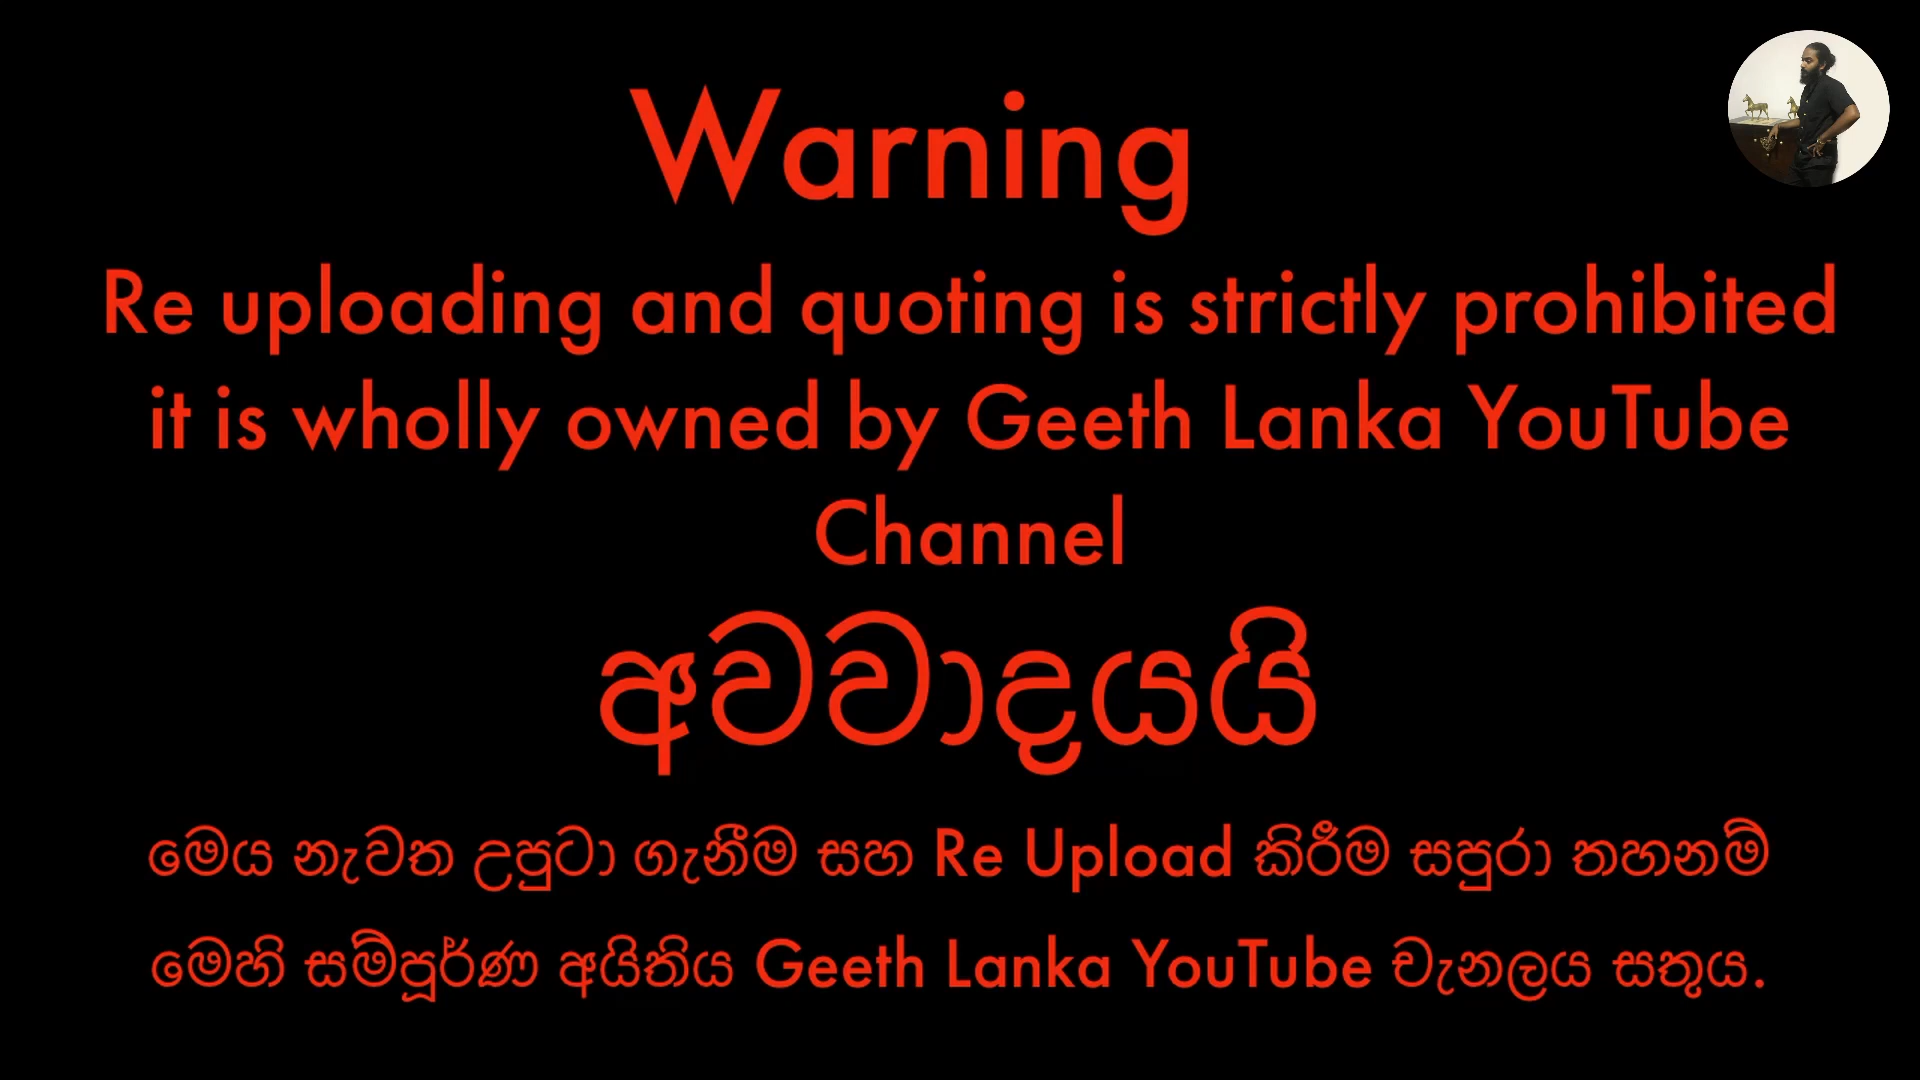 Warning
Re uploading and quoting is strictly prohibited
it is wholly owned by Geeth Lanka YouTube
Channel
අවවාදයයි
මෙය නැවත උපුටා ගැනීම සහ Re Upload කිරීම සපුරා තහනම්
මෙහි සම්පූර්ණ අයිතිය Geeth Lanka YouTube චැනලය සතුය.